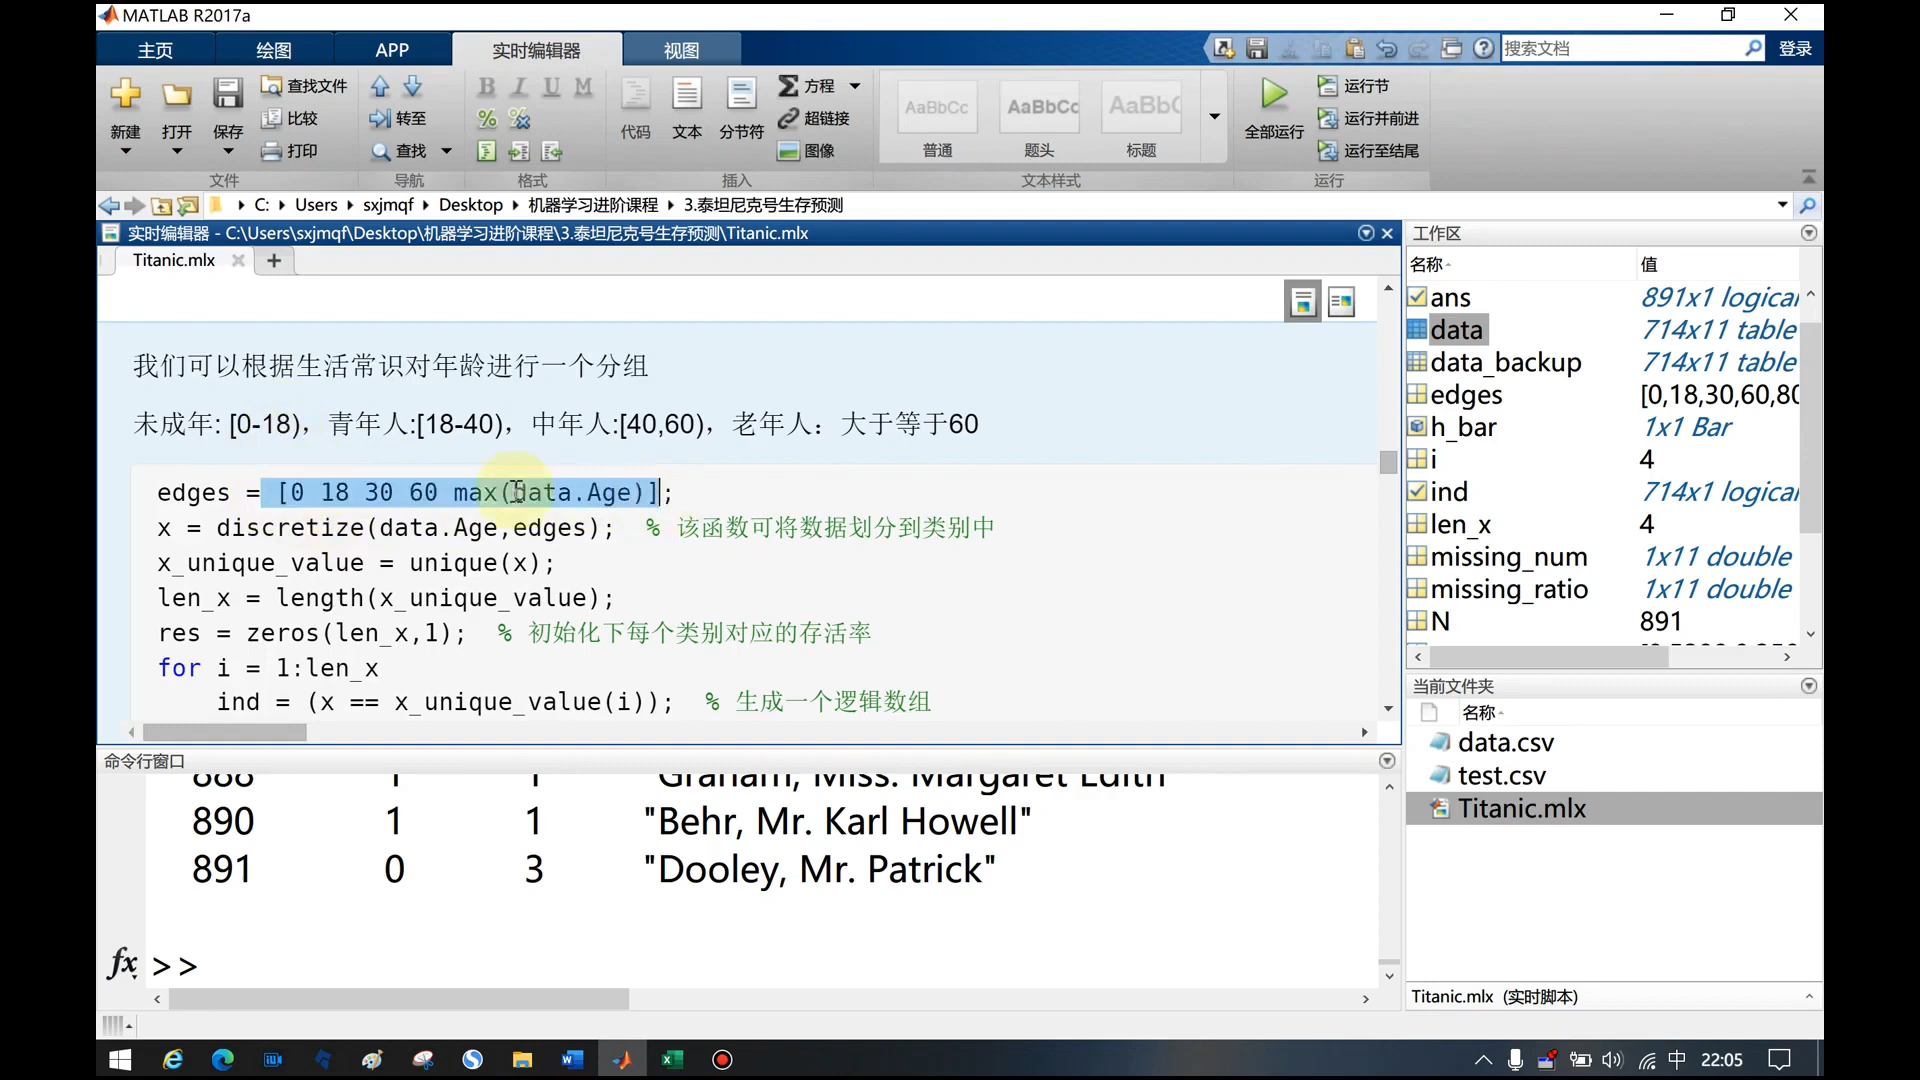 MATLAB R2017a
主页
绘图
APP
实时编辑器
视图
搜索文档
登录
新建
打开
保存
查找文件
比较
打印
文件
转至
查找
导航
B I U M
格式
代码
文本
分节符
方程
超链接
图像
插入
AaBbCc
普通
AaBbCc
题头
AaBbC
标题
文本样式
全部运行
运行节
运行并前进
运行至结尾
运行
C: Users sxjmqf Desktop 机器学习进阶课程 3.泰坦尼克号生存预测
实时编辑器 - C:\Users\sxjmqf\Desktop\机器学习进阶课程\3.泰坦尼克号生存预测\Titanic.mlx
Titanic.mlx
我们可以根据生活常识对年龄进行一个分组
未成年: [0-18)，青年人:[18-40)，中年人:[40,60)，老年人：大于等于60
edges = [0 18 30 60 max(data.Age)];
x = discretize(data.Age,edges); % 该函数可将数据划分到类别中
x_unique_value = unique(x);
len_x = length(x_unique_value);
res = zeros(len_x,1); % 初始化下每个类别对应的存活率
for i = 1:len_x
ind = (x == x_unique_value(i)); % 生成一个逻辑数组
命令行窗口
888 1 1 "Graham, Miss. Margaret Edith
890 1 1 "Behr, Mr. Karl Howell"
891 0 3 "Dooley, Mr. Patrick"
fx >>
工作区
名称 值
ans 891x1 logical
data 714x11 table
data_backup 714x11 table
edges [0,18,30,60,80
h_bar 1x1 Bar
i 4
ind 714x1 logical
len_x 4
missing_num 1x11 double
missing_ratio 1x11 double
N 891
当前文件夹
名称
data.csv
test.csv
Titanic.mlx
Titanic.mlx (实时脚本)
中 22:05